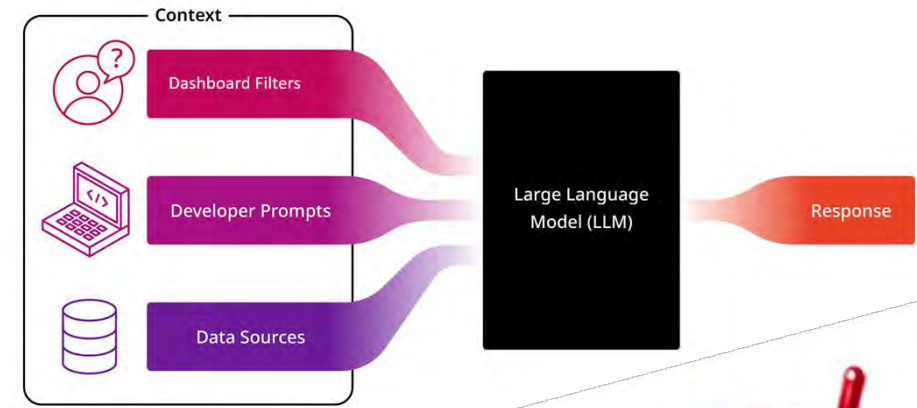 Context
?
Dashboard Filters
</>
Developer Prompts
Data Sources
Large Language
Model (LLM)
Response